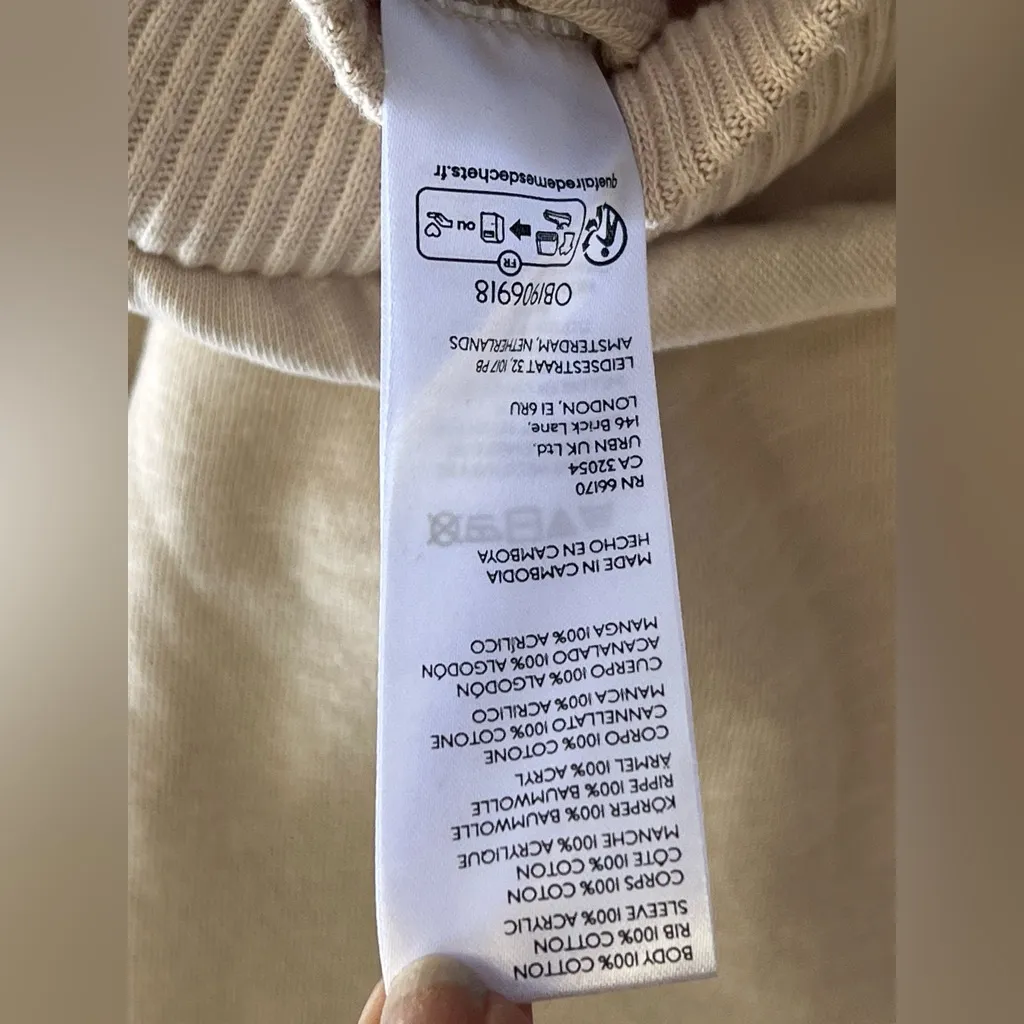 BODY 100% COTTON
RIB 100% COTTON
SLEEVE 100% ACRYLIC
CORPS 100% COTON
CÔTE 100% COTON
MANCHE 100% ACRYLIQUE
KÖRPER 100% BAUMWOLLE
RIPPE 100% BAUMWOLLE
ÄRMEL 100% ACRYL
CORPO 100% COTONE
CANNELLATO 100% COTONE
MANICA 100% ACRILICO
CUERPO 100% ALGODÓN
ACANALADO 100% ALGODÓN
MANGA 100% ACRÍLICO
MADE IN CAMBODIA
HECHO EN CAMBOYA
RN 66170
CA 32054
URBN UK Ltd.
146 Brick Lane,
LONDON, E1 6RU
LEIDSESTRAAT 32, 1017 PB
AMSTERDAM, NETHERLANDS
OB1906918
FR
OU
quefairedemesdechets.fr